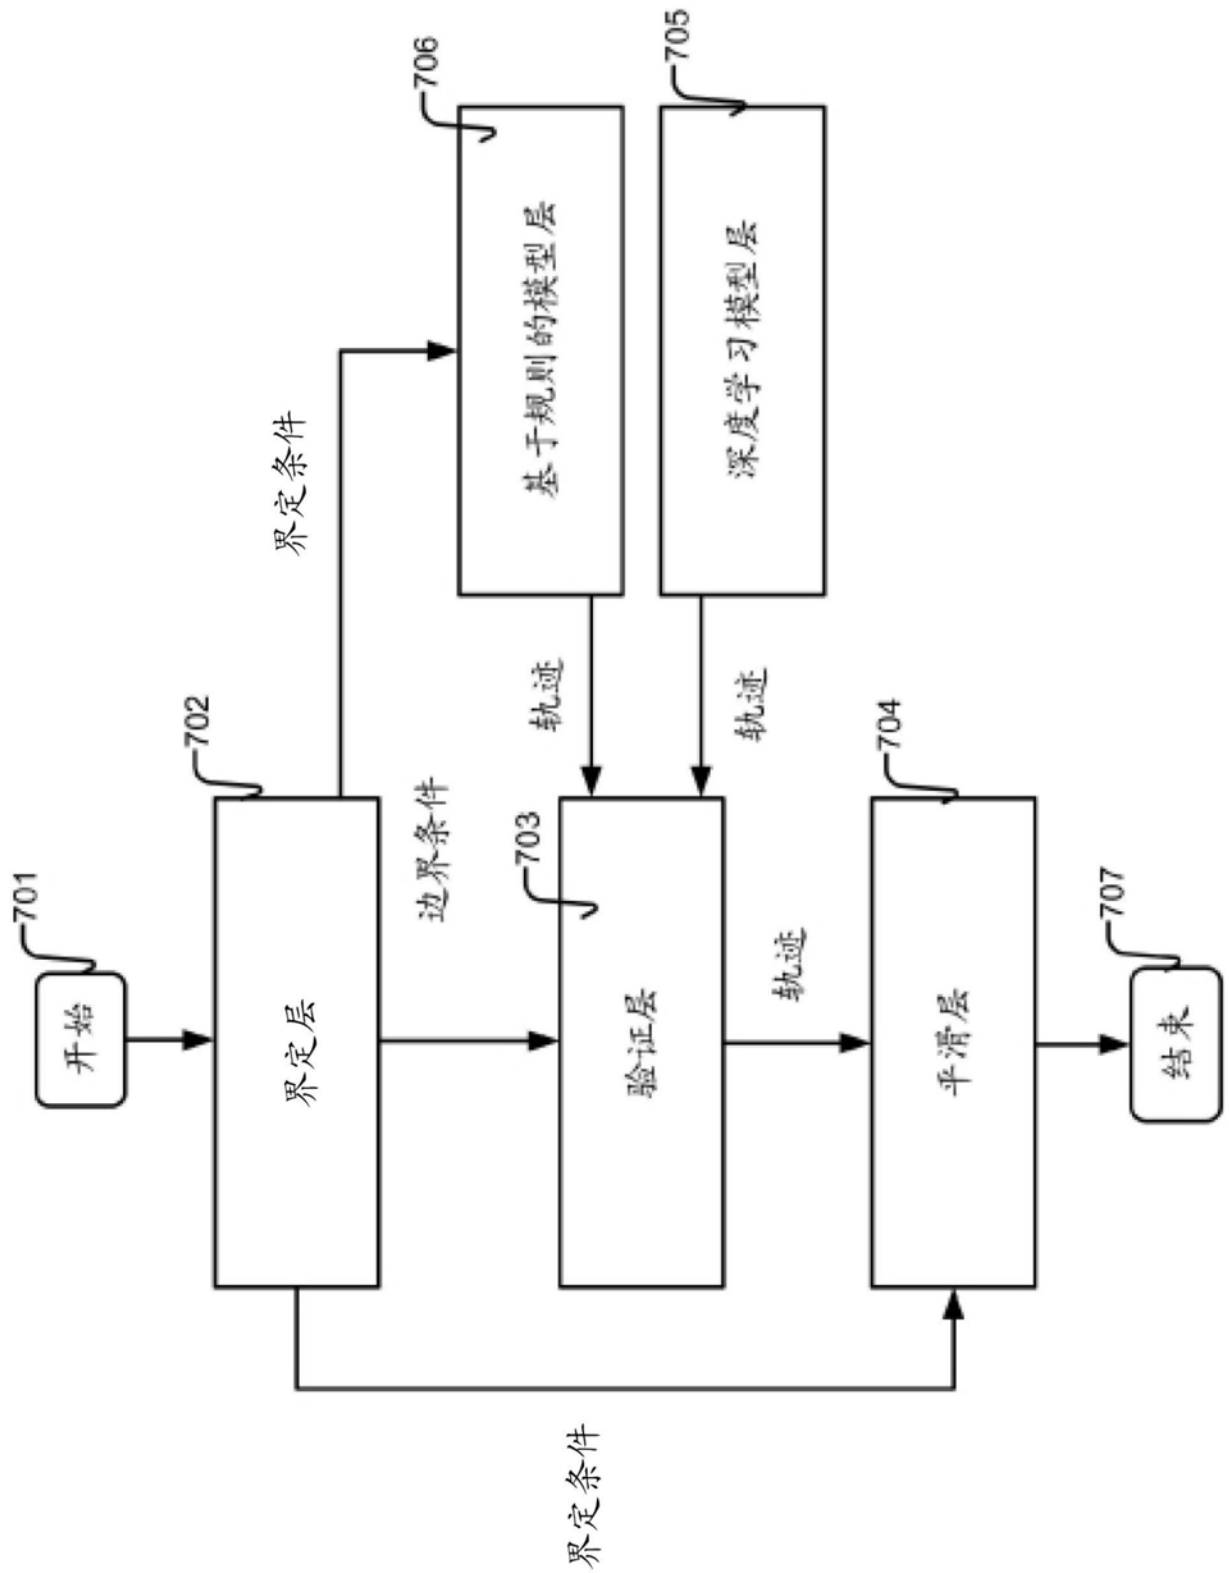 开始
701
界定层
702
界定条件
界定条件
边界条件
基于规则的模型层
706
深度学习模型层
705
轨迹
轨迹
验证层
703
轨迹
平滑层
704
结束
707